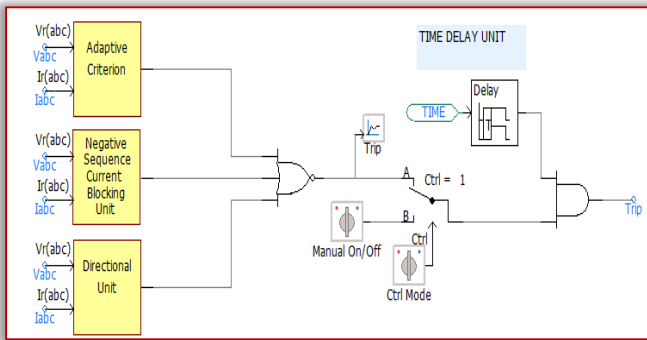 Vr(abc)
Vabc
Ir(abc)
Iabc
Adaptive
Criterion
Vr(abc)
Vabc
Ir(abc)
Iabc
Negative
Sequence
Current
Blocking
Unit
Vr(abc)
Vabc
Ir(abc)
Iabc
Directional
Unit
Trip
A
Ctrl = 1
B
Ctrl
Manual On/Off
Ctrl Mode
TIME DELAY UNIT
TIME
Delay
T
Trip